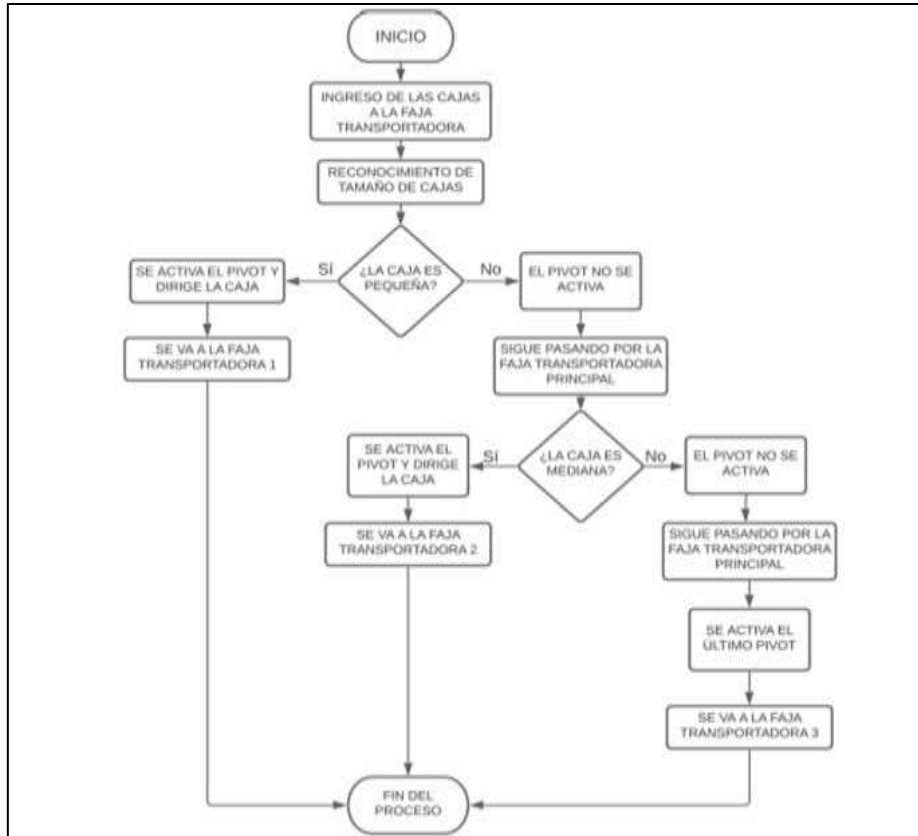 INICIO
INGRESO DE LAS CAJAS
A LA FAJA
TRANSPORTADORA
RECONOCIMIENTO DE
TAMAÑO DE CAJAS
¿LA CAJA ES
PEQUEÑA?
Sí
No
SE ACTIVA EL PIVOT Y
DIRIGE LA CAJA
SE VA A LA FAJA
TRANSPORTADORA 1
EL PIVOT NO SE
ACTIVA
SIGUE PASANDO POR LA
FAJA TRANSPORTADORA
PRINCIPAL
¿LA CAJA ES
MEDIANA?
Sí
No
SE ACTIVA EL
PIVOT Y DIRIGE
LA CAJA
SE VA A LA FAJA
TRANSPORTADORA 2
EL PIVOT NO SE
ACTIVA
SIGUE PASANDO POR LA
FAJA TRANSPORTADORA
PRINCIPAL
SE ACTIVA EL
ÚLTIMO PIVOT
SE VA A LA FAJA
TRANSPORTADORA 3
FIN DEL
PROCESO